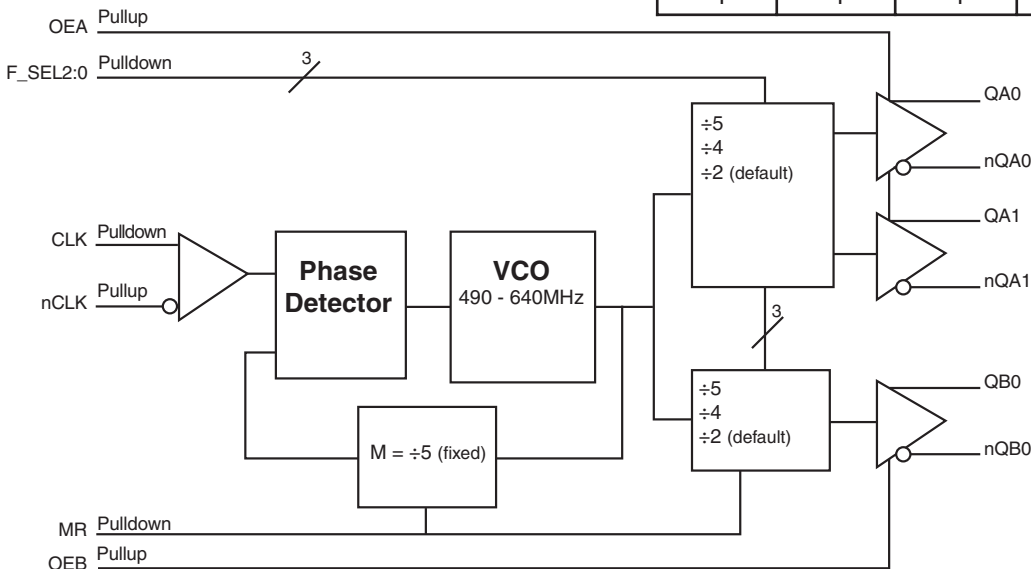 OEA Pullup
F_SEL2:0 Pulldown
3
QA0
÷5
÷4
÷2 (default)
nQA0
QA1
CLK Pulldown
Phase
Detector
VCO
490 - 640MHz
nCLK Pullup
nQA1
3
÷5
÷4
÷2 (default)
QB0
M = ÷5 (fixed)
nQB0
MR Pulldown
OEB Pullup